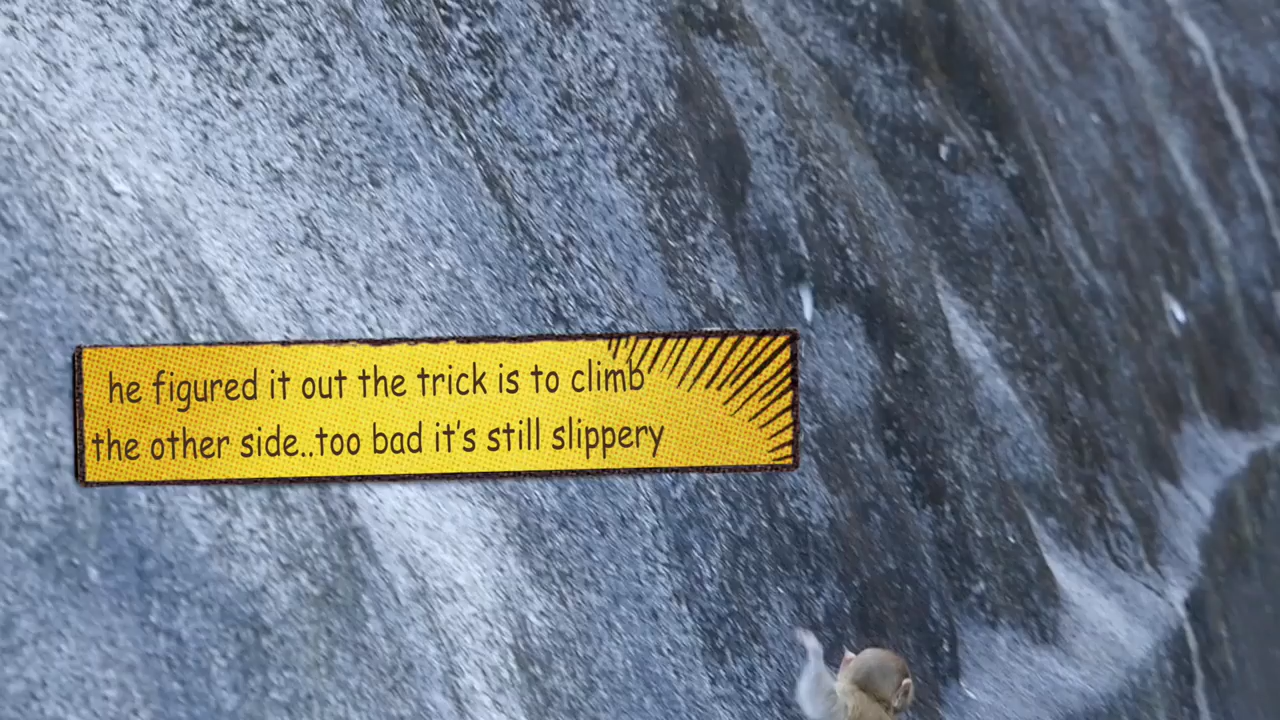 he figured it out the trick is to climb
the other side..too bad it's still slippery